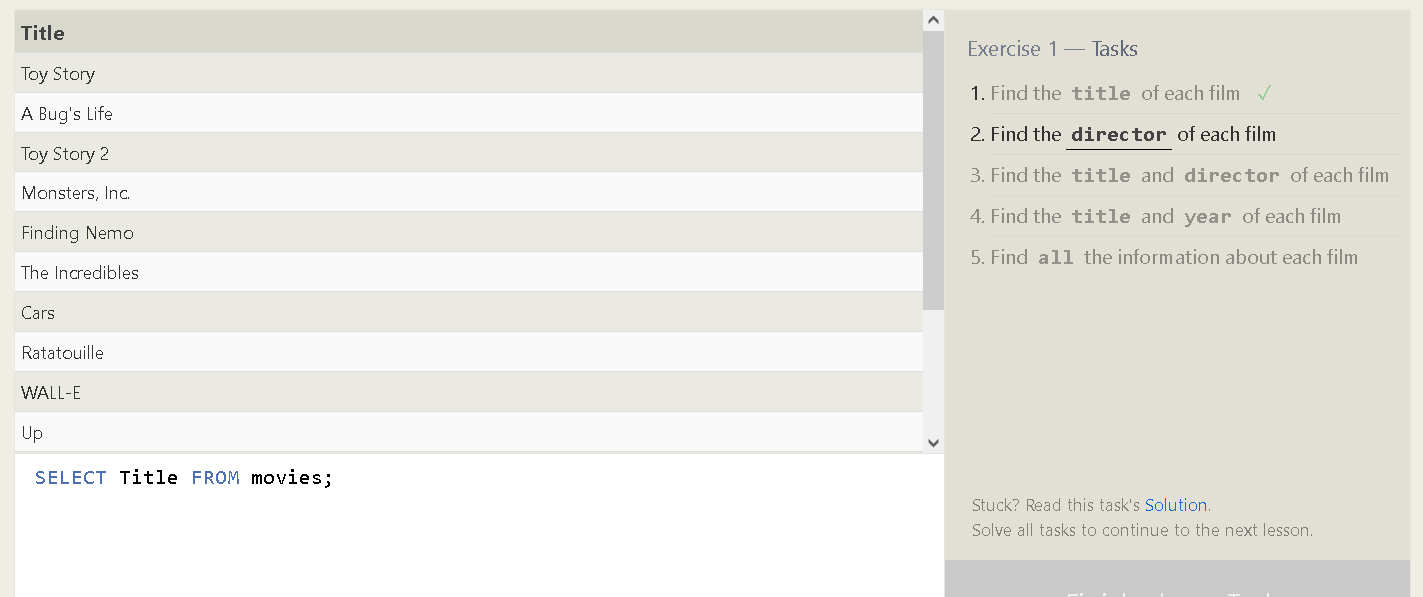 Title
Toy Story
A Bug's Life
Toy Story 2
Monsters, Inc.
Finding Nemo
The Incredibles
Cars
Ratatouille
WALL-E
Up
SELECT Title FROM movies;
Exercise 1 — Tasks
1. Find the title of each film ✓
2. Find the director of each film
3. Find the title and director of each film
4. Find the title and year of each film
5. Find all the information about each film
Stuck? Read this task's Solution.
Solve all tasks to continue to the next lesson.